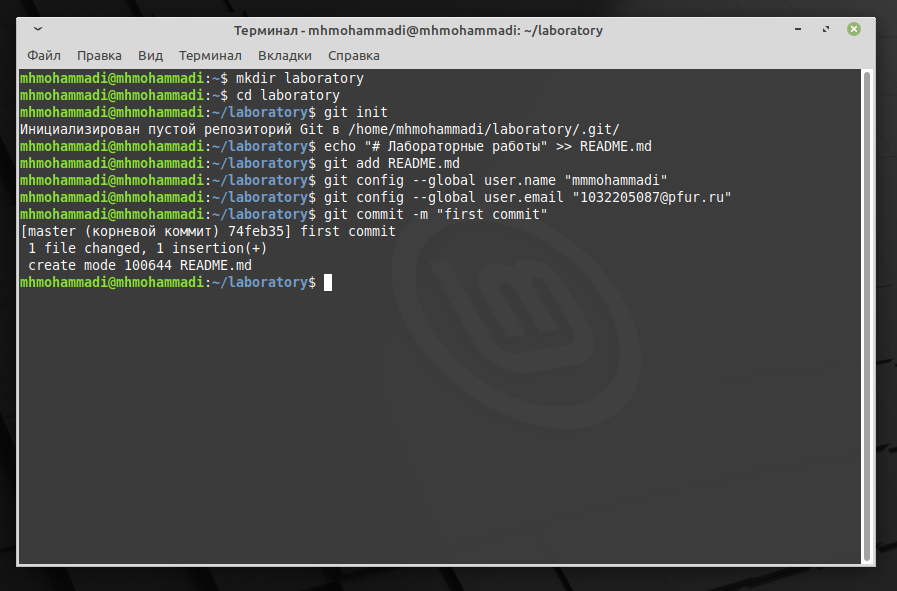 Терминал - mhmohammadi@mhmohammadi: ~/laboratory
Файл Правка Вид Терминал Вкладки Справка
mhmohammadi@mhmohammadi:~$ mkdir laboratory
mhmohammadi@mhmohammadi:~$ cd laboratory
mhmohammadi@mhmohammadi:~/laboratory$ git init
Инициализирован пустой репозиторий Git в /home/mhmohammadi/laboratory/.git/
mhmohammadi@mhmohammadi:~/laboratory$ echo "# Лабораторные работы" >> README.md
mhmohammadi@mhmohammadi:~/laboratory$ git add README.md
mhmohammadi@mhmohammadi:~/laboratory$ git config --global user.name "mmmohammadi"
mhmohammadi@mhmohammadi:~/laboratory$ git config --global user.email "1032205087@pfur.ru"
mhmohammadi@mhmohammadi:~/laboratory$ git commit -m "first commit"
[master (корневой коммит) 74feb35] first commit
 1 file changed, 1 insertion(+)
 create mode 100644 README.md
mhmohammadi@mhmohammadi:~/laboratory$